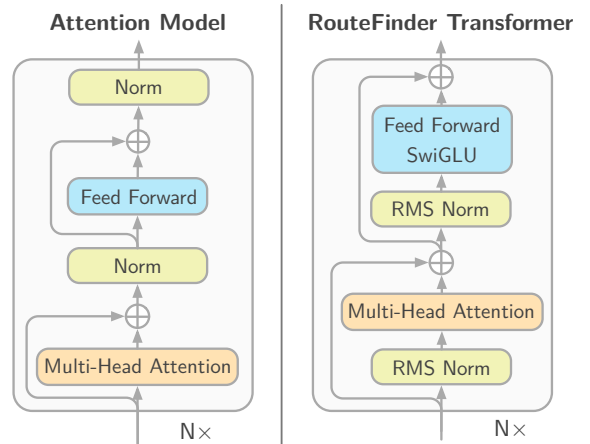 Attention Model
Norm
Feed Forward
Norm
Multi-Head Attention
N×
RouteFinder Transformer
Feed Forward
SwiGLU
RMS Norm
Multi-Head Attention
RMS Norm
N×